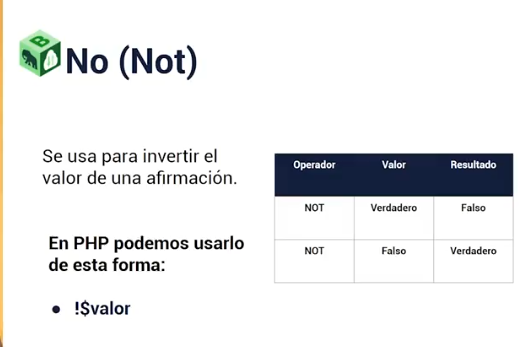 No (Not)
Se usa para invertir el
valor de una afirmación.
En PHP podemos usarlo
de esta forma:
● !$valor
Operador Valor Resultado
NOT Verdadero Falso
NOT Falso Verdadero
B